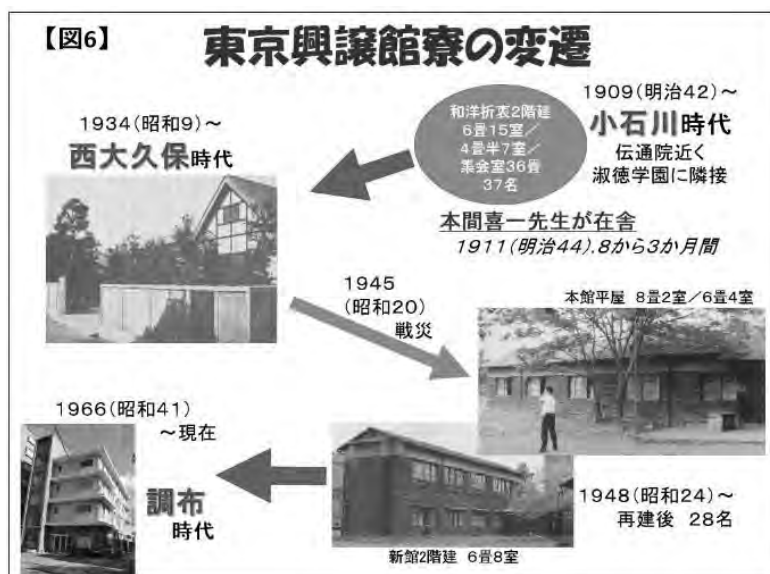 【図6】
東京興譲館寮の変遷
1909(明治42)～
小石川時代
伝通院近く
淑徳学園に隣接
和洋折衷2階建
6畳15室／
4畳半7室／
集会室36畳
37名
本間喜一先生が在舎
1911(明治44).8から3か月間
1934(昭和9)～
西大久保時代
1945
(昭和20)
戦災
本館平屋 8畳2室／6畳4室
1948(昭和24)～
再建後 28名
新館2階建 6畳8室
1966(昭和41)
～現在
調布
時代